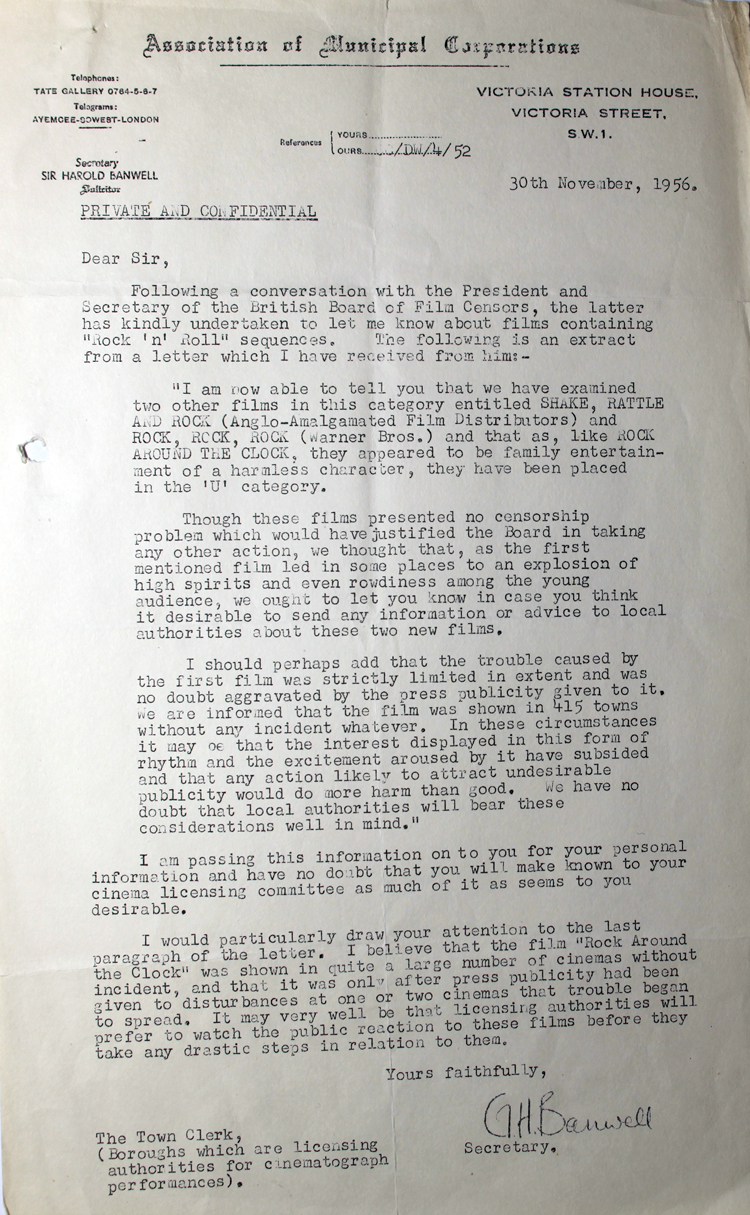 Association of Municipal Corporations
Telephones:
TATE GALLERY 0764-5-6-7
Telegrams:
AYEMCEE-SOWEST-LONDON
Secretary
SIR HAROLD BANWELL
Solicitor
VICTORIA STATION HOUSE,
VICTORIA STREET,
S.W.1.
References
YOURS
OURS /DW/4/52
30th November, 1956.
PRIVATE AND CONFIDENTIAL
Dear Sir,
Following a conversation with the President and
Secretary of the British Board of Film Censors, the latter
has kindly undertaken to let me know about films containing
"Rock 'n' Roll" sequences. The following is an extract
from a letter which I have received from him:-
"I am now able to tell you that we have examined
two other films in this category entitled SHAKE, RATTLE
AND ROCK (Anglo-Amalgamated Film Distributors) and
ROCK, ROCK, ROCK (Warner Bros.) and that as, like ROCK
AROUND THE CLOCK, they appeared to be family entertain-
ment of a harmless character, they have been placed
in the 'U' category.
Though these films presented no censorship
problem which would have justified the Board in taking
any other action, we thought that, as the first
mentioned film led in some places to an explosion of
high spirits and even rowdiness among the young
audience, we ought to let you know in case you think
it desirable to send any information or advice to local
authorities about these two new films.
I should perhaps add that the trouble caused by
the first film was strictly limited in extent and was
no doubt aggravated by the press publicity given to it.
We are informed that the film was shown in 415 towns
without any incident whatever. In these circumstances
it may be that the interest displayed in this form of
rhythm and the excitement aroused by it have subsided
and that any action likely to attract undesirable
publicity would do more harm than good. We have no
doubt that local authorities will bear these
considerations well in mind."
I am passing this information on to you for your personal
information and have no doubt that you will make known to your
cinema licensing committee as much of it as seems to you
desirable.
I would particularly draw your attention to the last
paragraph of the letter. I believe that the film "Rock Around
the Clock" was shown in quite a large number of cinemas without
incident, and that it was only after press publicity had been
given to disturbances at one or two cinemas that trouble began
to spread. It may very well be that licensing authorities will
prefer to watch the public reaction to these films before they
take any drastic steps in relation to them.
Yours faithfully,
G.H. Banwell
Secretary.
The Town Clerk,
(Boroughs which are licensing
authorities for cinematograph
performances).